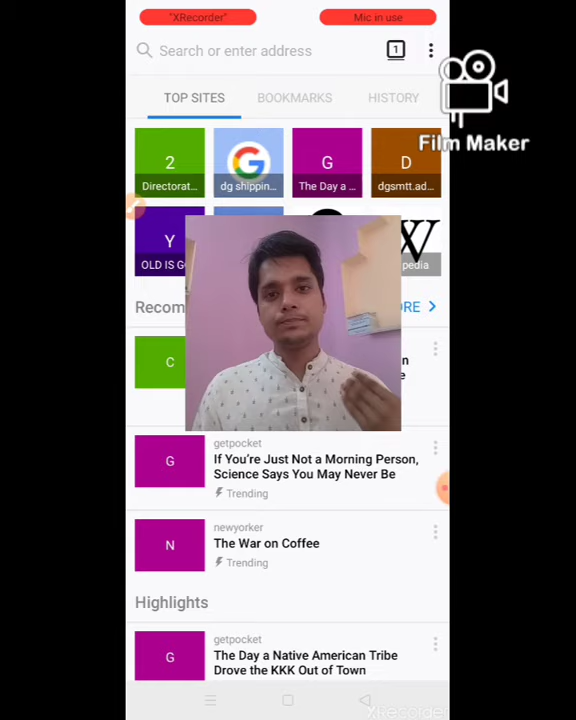 "XRecorder"
Mic in use
Search or enter address
1
TOP SITES
BOOKMARKS
HISTORY
Film Maker
2
G
D
Directorat...
dg shippin...
The Day a ...
dgsmtt.ad...
Y
W
OLD IS G
pedia
Recom
ORE
C
n
e
getpocket
G
If You're Just Not a Morning Person,
Science Says You May Never Be
Trending
newyorker
N
The War on Coffee
Trending
Highlights
getpocket
G
The Day a Native American Tribe
Drove the KKK Out of Town
XRecorder